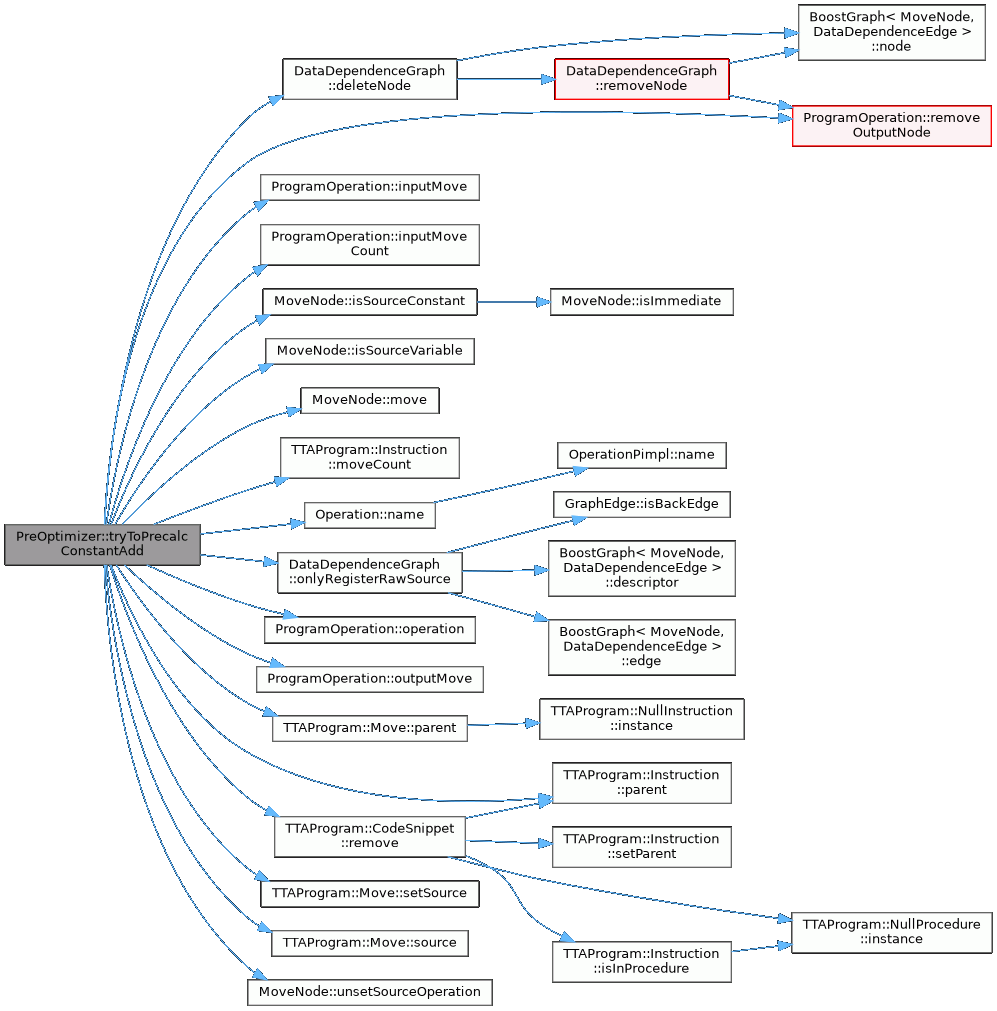 BoostGraph< MoveNode,
DataDependenceEdge >
::node
DataDependenceGraph
::deleteNode
DataDependenceGraph
::removeNode
ProgramOperation::remove
OutputNode
ProgramOperation::inputMove
ProgramOperation::inputMove
Count
MoveNode::isSourceConstant
MoveNode::isImmediate
MoveNode::isSourceVariable
MoveNode::move
TTAProgram::Instruction
::moveCount
OperationPimpl::name
Operation::name
GraphEdge::isBackEdge
PreOptimizer::tryToPrecalc
ConstantAdd
DataDependenceGraph
::onlyRegisterRawSource
BoostGraph< MoveNode,
DataDependenceEdge >
::descriptor
ProgramOperation::operation
BoostGraph< MoveNode,
DataDependenceEdge >
::edge
ProgramOperation::outputMove
TTAProgram::Move::parent
TTAProgram::NullInstruction
::instance
TTAProgram::Instruction
::parent
TTAProgram::CodeSnippet
::remove
TTAProgram::Instruction
::setParent
TTAProgram::Move::setSource
TTAProgram::NullProcedure
::instance
TTAProgram::Move::source
TTAProgram::Instruction
::isInProcedure
MoveNode::unsetSourceOperation